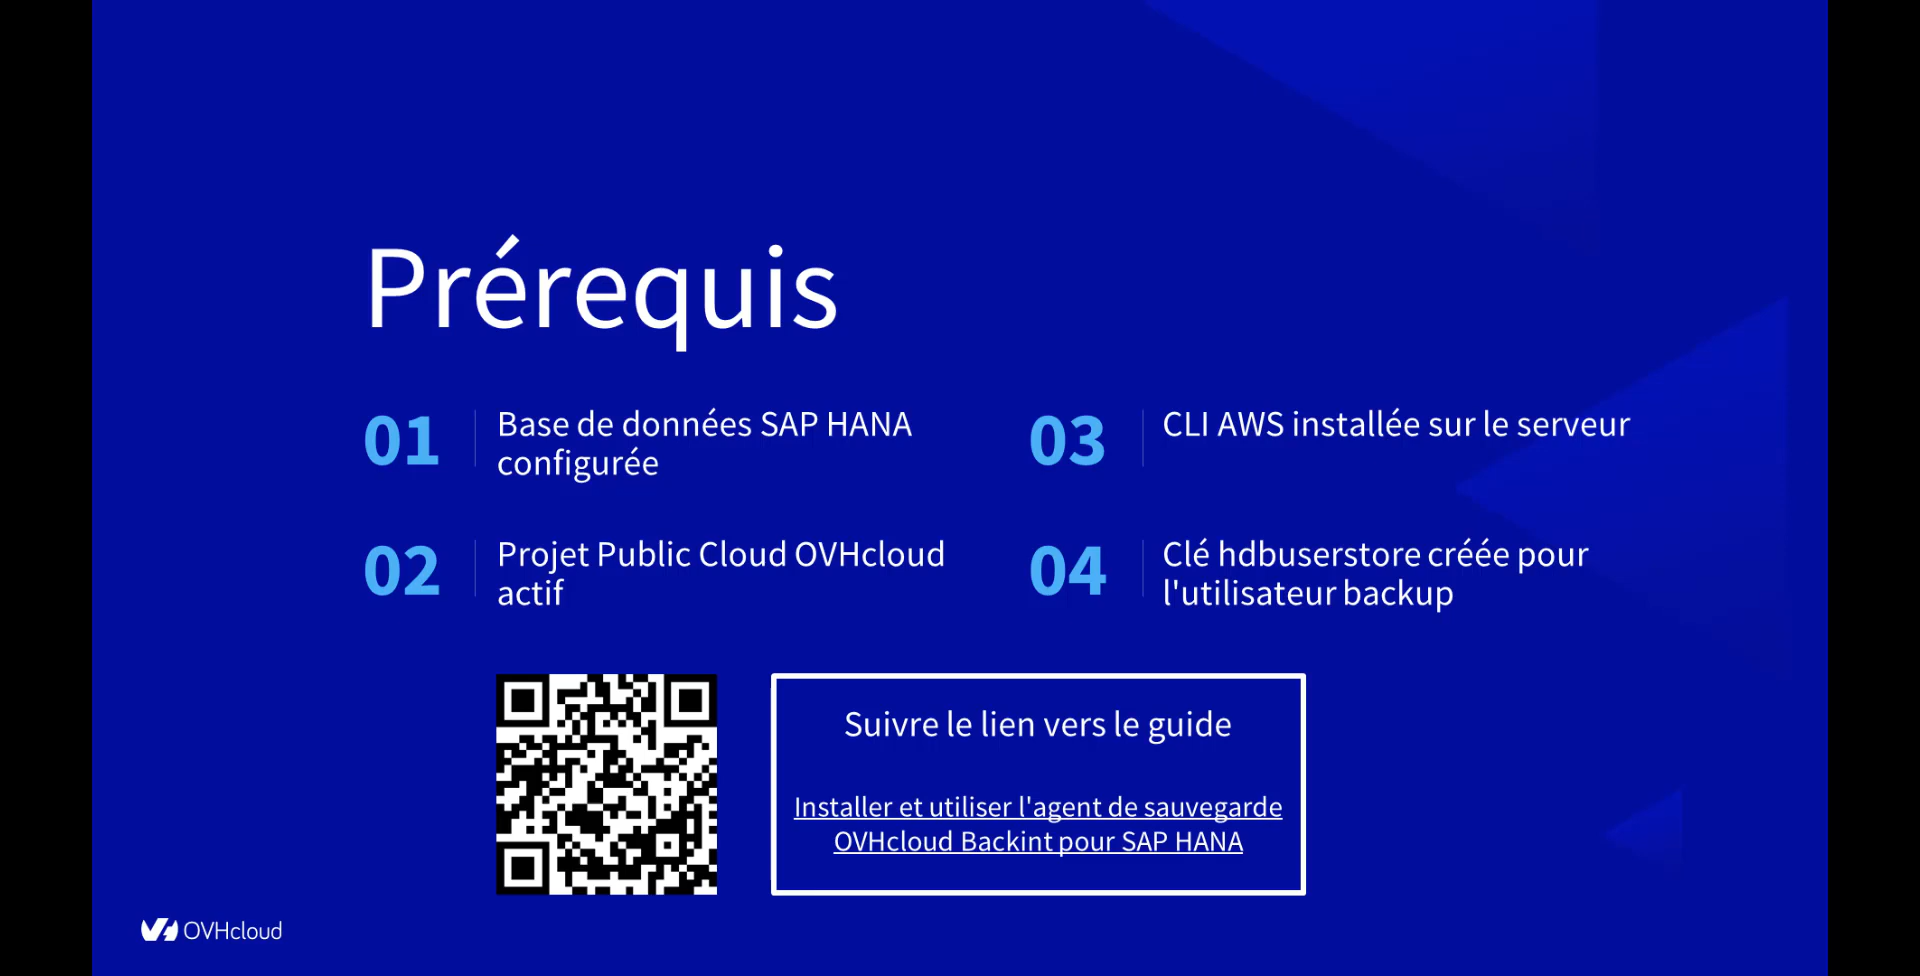 Prérequis
01
Base de données SAP HANA
configurée
02
Projet Public Cloud OVHcloud
actif
03
CLI AWS installée sur le serveur
04
Clé hdbuserstore créée pour
l'utilisateur backup
Suivre le lien vers le guide
Installer et utiliser l'agent de sauvegarde
OVHcloud Backint pour SAP HANA
OVHcloud